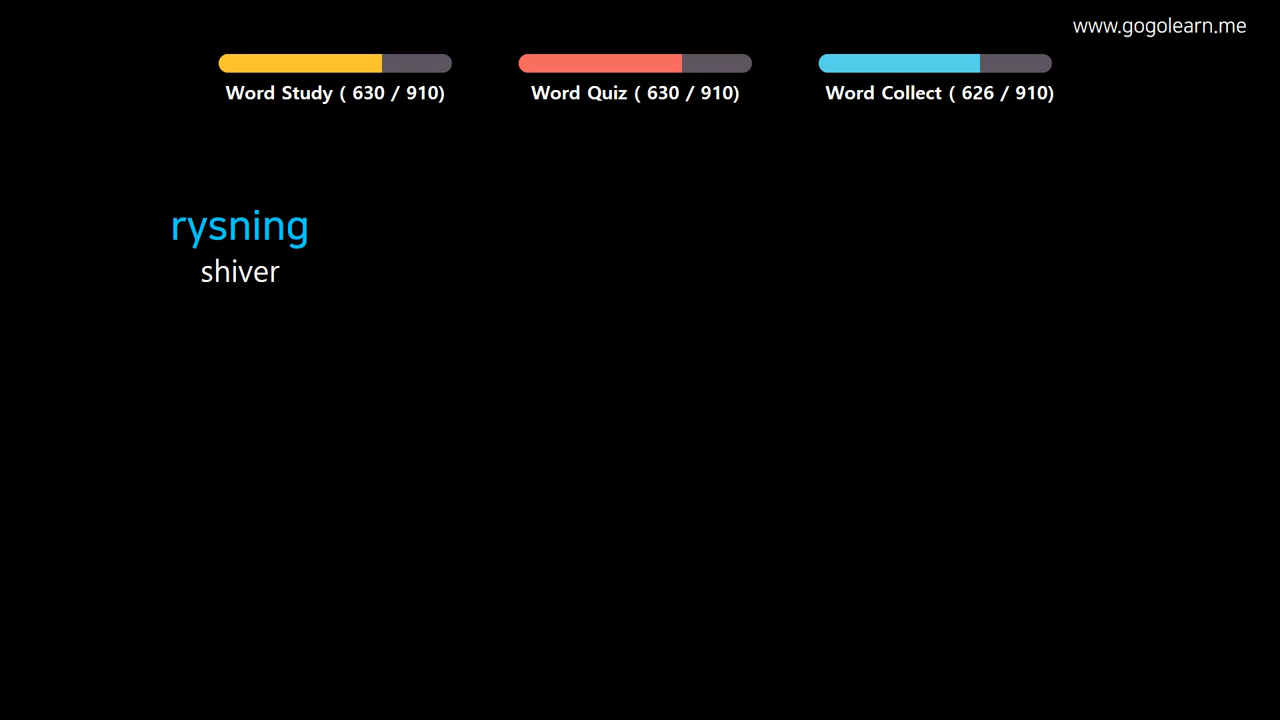 www.gogolearn.me
Word Study ( 630 / 910)
Word Quiz ( 630 / 910)
Word Collect ( 626 / 910)
rysning
shiver